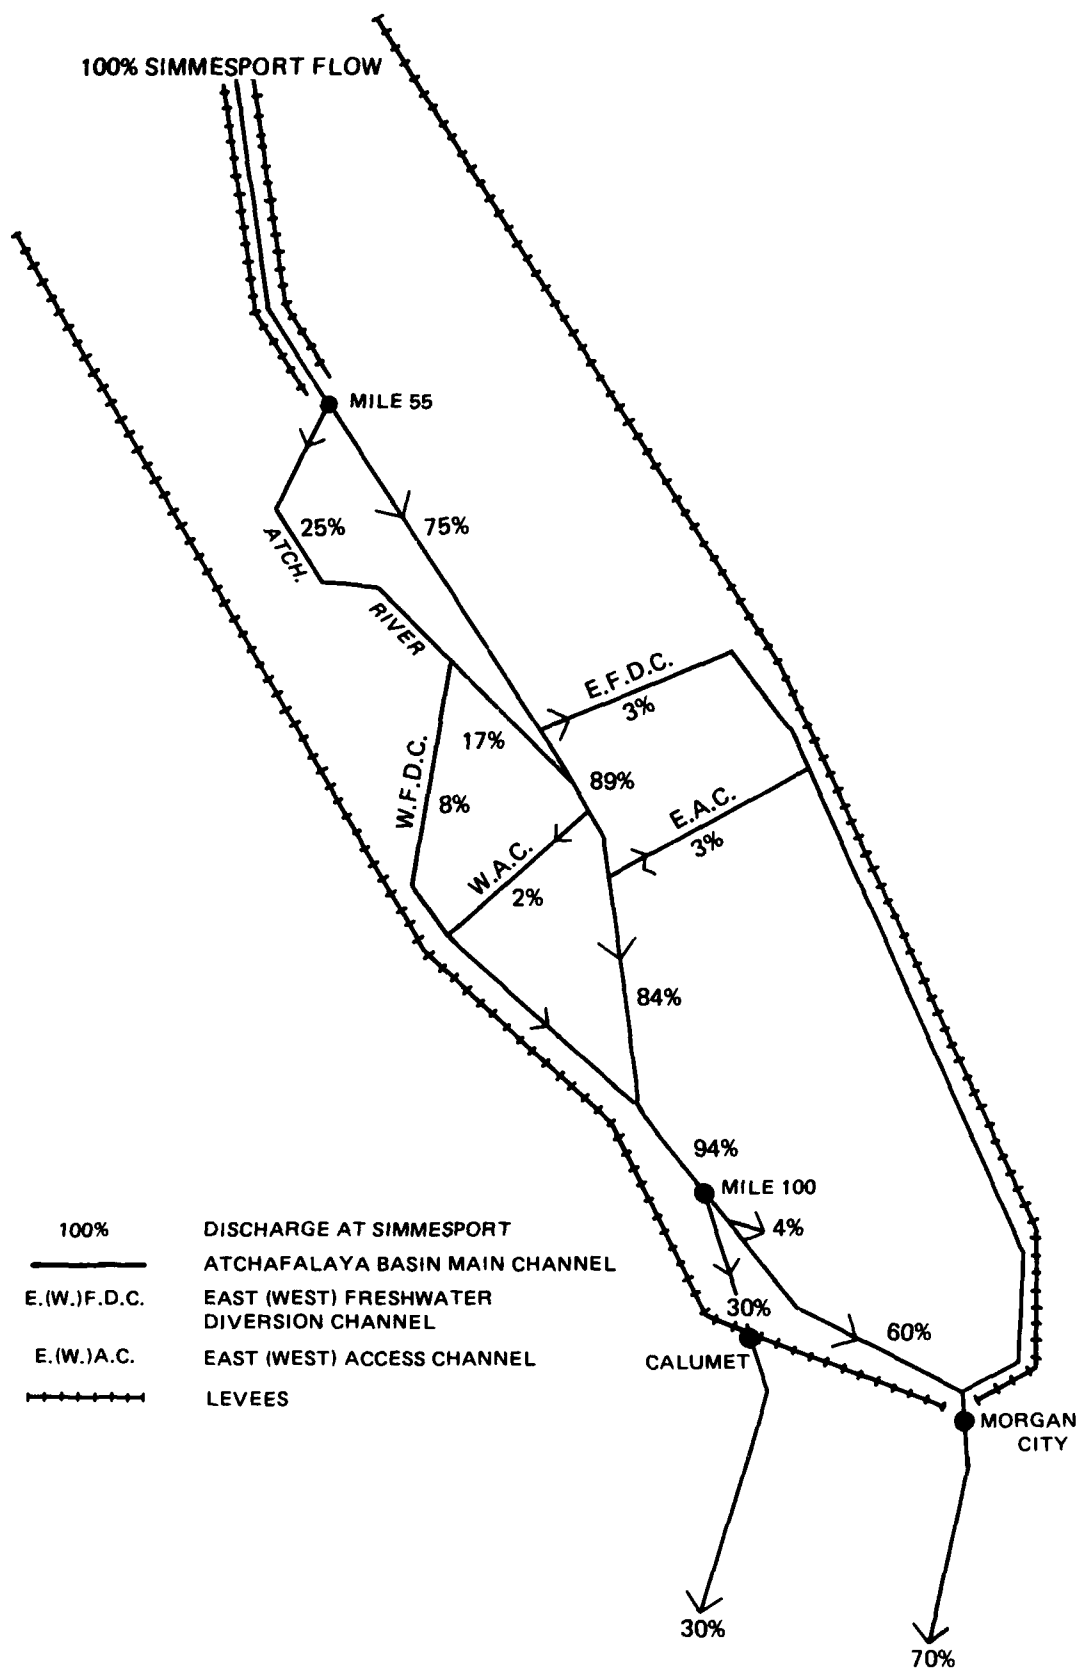 100% SIMMESPORT FLOW
MILE 55
25%
75%
ATCH.
RIVER
E.F.D.C.
3%
17%
89%
W.F.D.C.
8%
E.A.C.
3%
W.A.C.
2%
84%
94%
MILE 100
4%
30%
60%
CALUMET
MORGAN
CITY
30%
70%
100% DISCHARGE AT SIMMESPORT
ATCHAFALAYA BASIN MAIN CHANNEL
E.(W.)F.D.C. EAST (WEST) FRESHWATER
DIVERSION CHANNEL
E.(W.)A.C. EAST (WEST) ACCESS CHANNEL
LEVEES